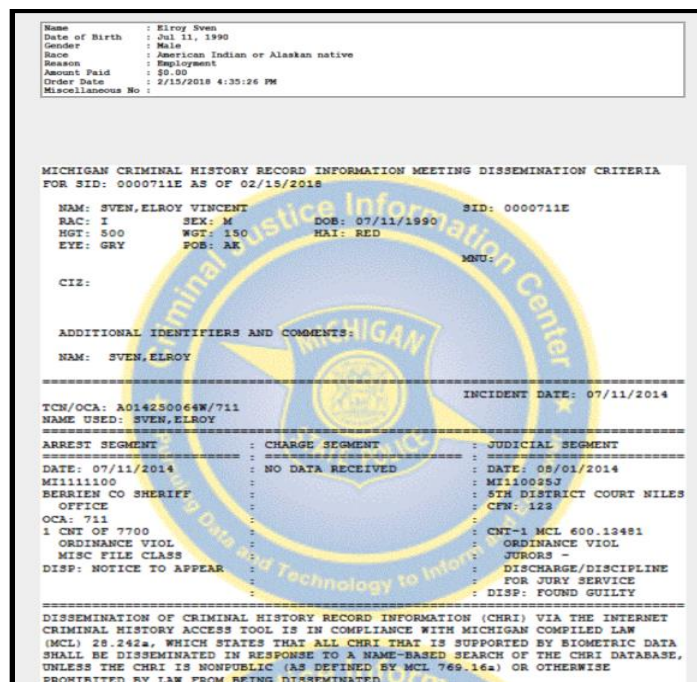 Name : Elroy Sven
Date of Birth : Jul 11, 1990
Gender : Male
Race : American Indian or Alaskan native
Reason : Employment
Amount Paid : $0.00
Order Date : 2/15/2018 4:35:26 PM
Miscellaneous No :
MICHIGAN CRIMINAL HISTORY RECORD INFORMATION MEETING DISSEMINATION CRITERIA
FOR SID: 0000711E AS OF 02/15/2018
NAM: SVEN,ELROY VINCENT SID: 0000711E
RAC: I SEX: M DOB: 07/11/1990
HGT: 500 WGT: 150 HAI: RED
EYE: GRY POB: AK
MNU:
CIZ:
ADDITIONAL IDENTIFIERS AND COMMENTS:
NAM: SVEN,ELROY
INCIDENT DATE: 07/11/2014
TCN/OCA: A014250064W/711
NAME USED: SVEN,ELROY
ARREST SEGMENT : CHARGE SEGMENT : JUDICIAL SEGMENT
DATE: 07/11/2014 : NO DATA RECEIVED : DATE: 08/01/2014
MI1111100 : : MI110035J
BERRIEN CO SHERIFF : : 5TH DISTRICT COURT NILES
OFFICE : : CFN: 123
OCA: 711 : :
1 CNT OF 7700 : : CNT-1 MCL 600.13481
ORDINANCE VIOL : : ORDINANCE VIOL
MISC FILE CLASS : : JURORS -
DISP: NOTICE TO APPEAR : : DISCHARGE/DISCIPLINE
: : FOR JURY SERVICE
: : DISP: FOUND GUILTY
DISSEMINATION OF CRIMINAL HISTORY RECORD INFORMATION (CHRI) VIA THE INTERNET
CRIMINAL HISTORY ACCESS TOOL IS IN COMPLIANCE WITH MICHIGAN COMPILED LAW
(MCL) 28.242a, WHICH STATES THAT ALL CHRI THAT IS SUPPORTED BY BIOMETRIC DATA
SHALL BE DISSEMINATED IN RESPONSE TO A NAME-BASED SEARCH OF THE CHRI DATABASE,
UNLESS THE CHRI IS NONPUBLIC (AS DEFINED BY MCL 769.16a) OR OTHERWISE
PROHIBITED BY LAW FROM BEING DISSEMINATED
Criminal Justice Information Center
MICHIGAN
STATE POLICE
and Technology to Inform